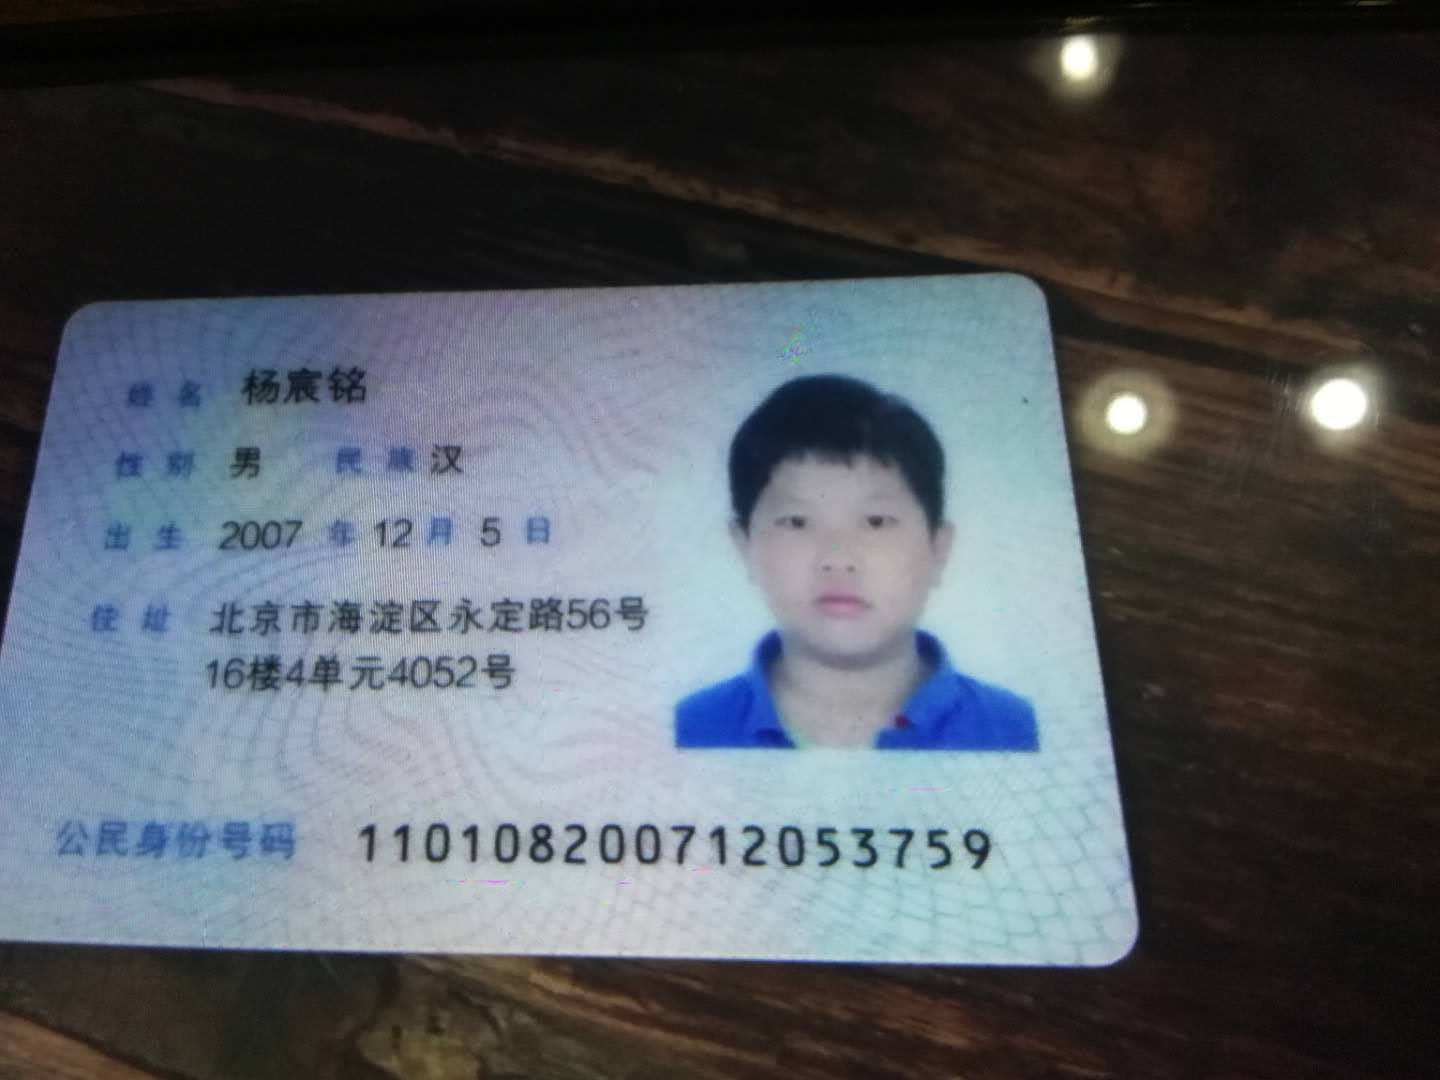 姓名 杨宸铭
性别 男 民族 汉
出生 2007 年 12 月 5 日
住址 北京市海淀区永定路56号
16楼4单元4052号
公民身份号码 110108200712053759